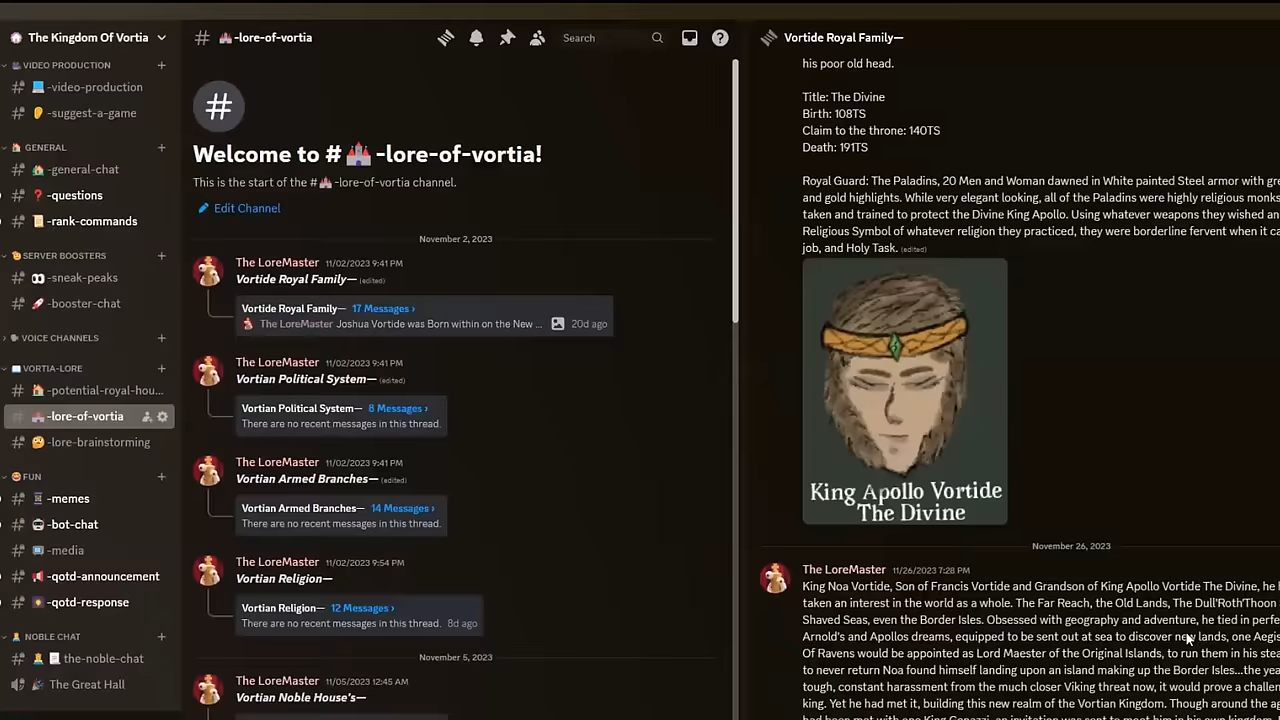 The Kingdom Of Vortia
VIDEO PRODUCTION
-video-production
-suggest-a-game
GENERAL
-general-chat
-questions
-rank-commands
SERVER BOOSTERS
-sneak-peaks
-booster-chat
VOICE CHANNELS
VORTIA-LORE
-potential-royal-hou...
-lore-of-vortia
-lore-brainstorming
FUN
-memes
-bot-chat
-media
-qotd-announcement
-qotd-response
NOBLE CHAT
the-noble-chat
The Great Hall
# 🏰-lore-of-vortia
Search
Welcome to #🏰-lore-of-vortia!
This is the start of the #🏰-lore-of-vortia channel.
Edit Channel
November 2, 2023
The LoreMaster 11/02/2023 9:41 PM
Vortide Royal Family— (edited)
Vortide Royal Family— 17 Messages ›
The LoreMaster Joshua Vortide was Born within on the New ... 20d ago
The LoreMaster 11/02/2023 9:41 PM
Vortian Political System— (edited)
Vortian Political System— 8 Messages ›
There are no recent messages in this thread.
The LoreMaster 11/02/2023 9:41 PM
Vortian Armed Branches— (edited)
Vortian Armed Branches— 14 Messages ›
There are no recent messages in this thread.
The LoreMaster 11/02/2023 9:54 PM
Vortian Religion—
Vortian Religion— 12 Messages ›
There are no recent messages in this thread. 8d ago
November 5, 2023
The LoreMaster 11/05/2023 12:45 AM
Vortian Noble House's—
Vortide Royal Family—
his poor old head.
Title: The Divine
Birth: 108TS
Claim to the throne: 140TS
Death: 191TS
Royal Guard: The Paladins, 20 Men and Woman dawned in White painted Steel armor with gre
and gold highlights. While very elegant looking, all of the Paladins were highly religious monks
taken and trained to protect the Divine King Apollo. Using whatever weapons they wished an
Religious Symbol of whatever religion they practiced, they were borderline fervent when it ca
job, and Holy Task. (edited)
King Apollo Vortide
The Divine
November 26, 2023
The LoreMaster 11/26/2023 7:28 PM
King Noa Vortide, Son of Francis Vortide and Grandson of King Apollo Vortide The Divine, he h
taken an interest in the world as a whole. The Far Reach, the Old Lands, The Dull'Roth'Thoon
Shaved Seas, even the Border Isles. Obsessed with geography and adventure, he tied in perfe
Arnold's and Apollos dreams, equipped to be sent out at sea to discover new lands, one Aegis
Of Ravens would be appointed as Lord Maester of the Original Islands, to run them in his stea
to never return Noa found himself landing upon an island making up the Border Isles...the yea
tough, constant harassment from the much closer Viking threat now, it would prove a challen
king. Yet he had met it, building this new realm of the Vortian Kingdom. Though around the ag